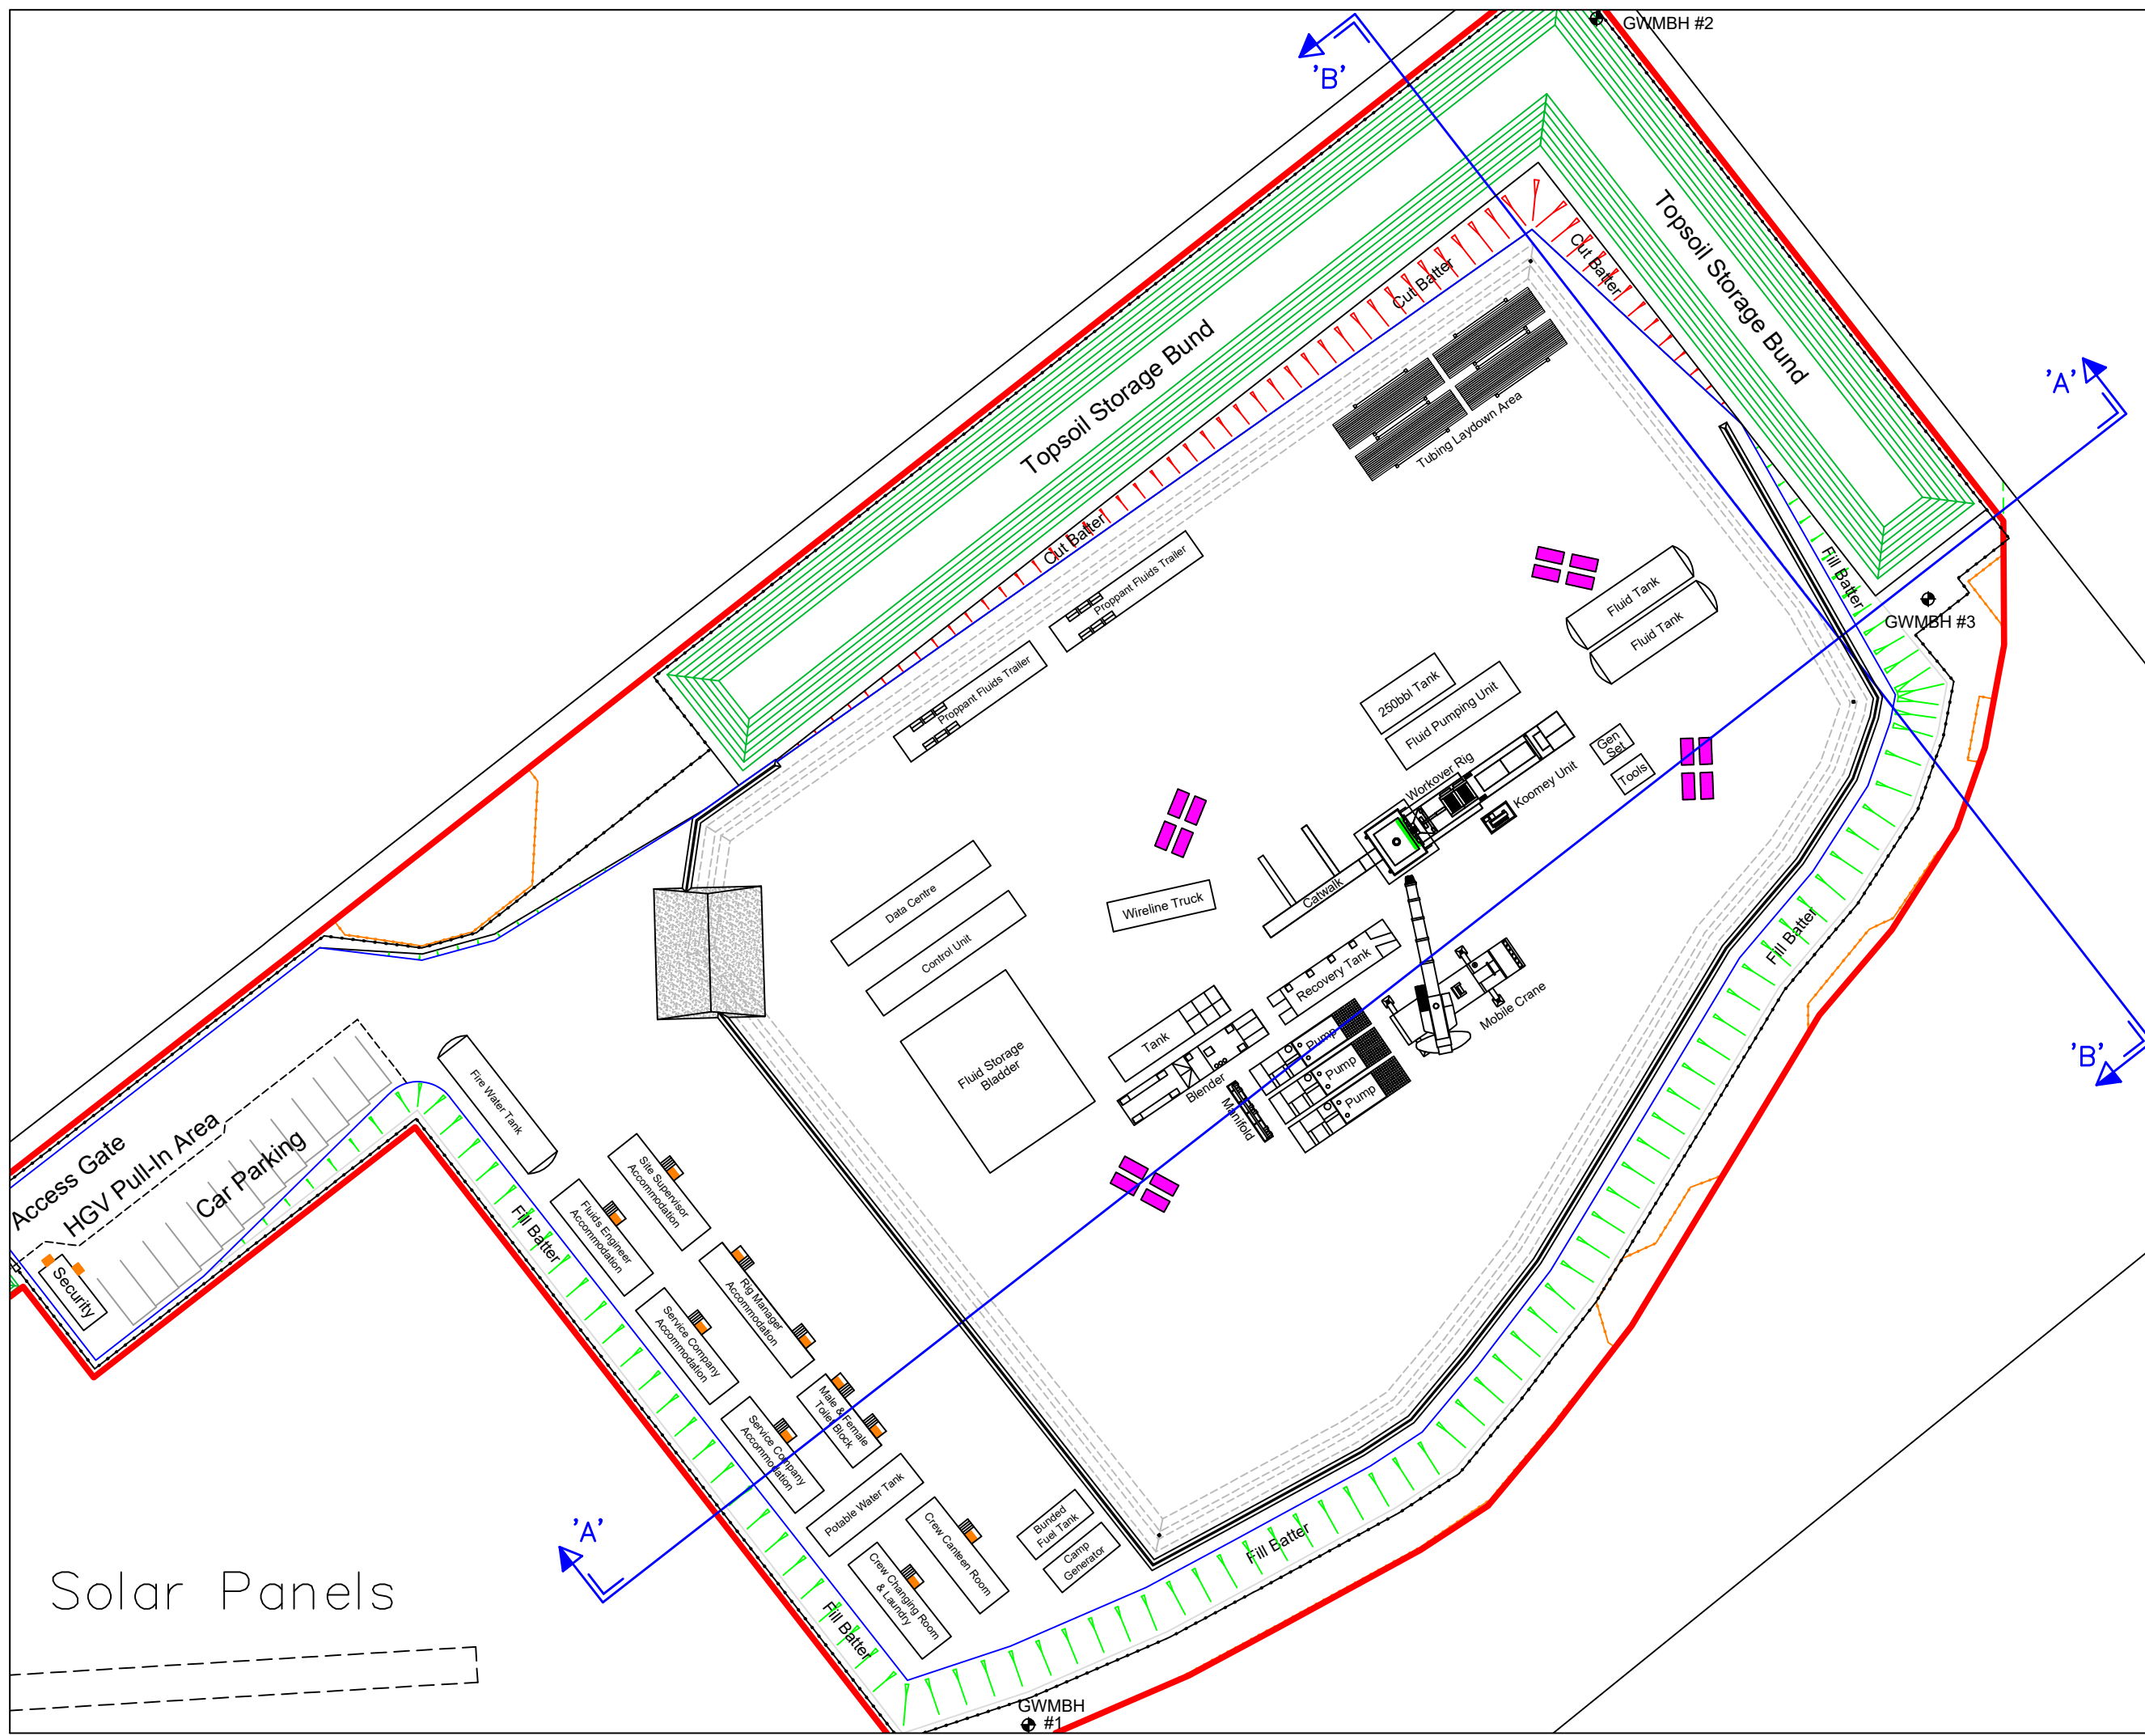 GWMBH #2
'B'
Topsoil Storage Bund
Cut Batter
Cut Batter
'A'
Topsoil Storage Bund
Tubing Laydown Area
Cut Batter
Fill Batter
Proppant Fluids Trailer
Fluid Tank
Fluid Tank
GWMBH #3
Proppant Fluids Trailer
250bbl Tank
Fluid Pumping Unit
Gen
Set
Tools
Workover Rig
Koomey Unit
Data Centre
Wireline Truck
Catwalk
Control Unit
Recovery Tank
Fill Batter
Mobile Crane
Tank
Pump
Pump
Pump
Blender
Manifold
Fluid Storage
Bladder
'B'
Fire Water Tank
Access Gate
HGV Pull-In Area
Car Parking
Security
Site Supervisor
Accommodation
Fluids Engineer
Accommodation
Fill Batter
Rig Manager
Accommodation
Service Company
Accommodation
Male & Female
Toilet Block
Service Company
Accommodation
Potable Water Tank
Bunded
Fuel Tank
Camp
Generator
Crew Canteen Room
Crew Changing Room
& Laundry
Fill Batter
'A'
Fill Batter
Solar Panels
GWMBH
#1